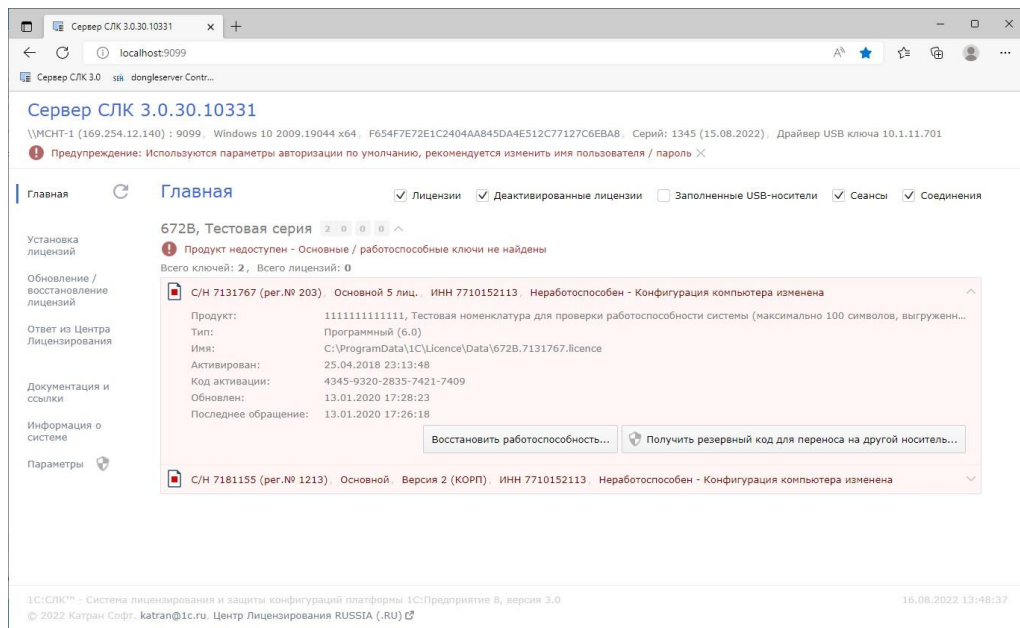 Сервер СЛК 3.0.30.10331
localhost:9099
Сервер СЛК 3.0 seh dongleserver Contr...
Сервер СЛК 3.0.30.10331
\\MCHT-1 (169.254.12.140) : 9099, Windows 10 2009.19044 x64, F654F7E72E1C2404AA845DA4E512C77127C6EBA8, Серий: 1345 (15.08.2022), Драйвер USB ключа 10.1.11.701
Предупреждение: Используются параметры авторизации по умолчанию, рекомендуется изменить имя пользователя / пароль
Главная
Установка
лицензий
Обновление /
восстановление
лицензий
Ответ из Центра
Лицензирования
Документация и
ссылки
Информация о
системе
Параметры
Главная
Лицензии Деактивированные лицензии Заполненные USB-носители Сеансы Соединения
672B, Тестовая серия 2 0 0 0
Продукт недоступен - Основные / работоспособные ключи не найдены
Всего ключей: 2, Всего лицензий: 0
С/Н 7131767 (рег.№ 203), Основной 5 лиц., ИНН 7710152113, Неработоспособен - Конфигурация компьютера изменена
Продукт: 1111111111111, Тестовая номенклатура для проверки работоспособности системы (максимально 100 символов, выгруженн...
Тип: Программный (6.0)
Имя: C:\ProgramData\1C\Licence\Data\672B.7131767.licence
Активирован: 25.04.2018 23:13:48
Код активации: 4345-9320-2835-7421-7409
Обновлен: 13.01.2020 17:28:23
Последнее обращение: 13.01.2020 17:26:18
Восстановить работоспособность... Получить резервный код для переноса на другой носитель...
С/Н 7181155 (рег.№ 1213), Основной, Версия 2 (КОРП), ИНН 7710152113, Неработоспособен - Конфигурация компьютера изменена
1С:СЛК™ - Система лицензирования и защиты конфигураций платформы 1С:Предприятие 8, версия 3.0 16.08.2022 13:48:37
© 2022 Катран Софт, katran@1c.ru, Центр Лицензирования RUSSIA (.RU)